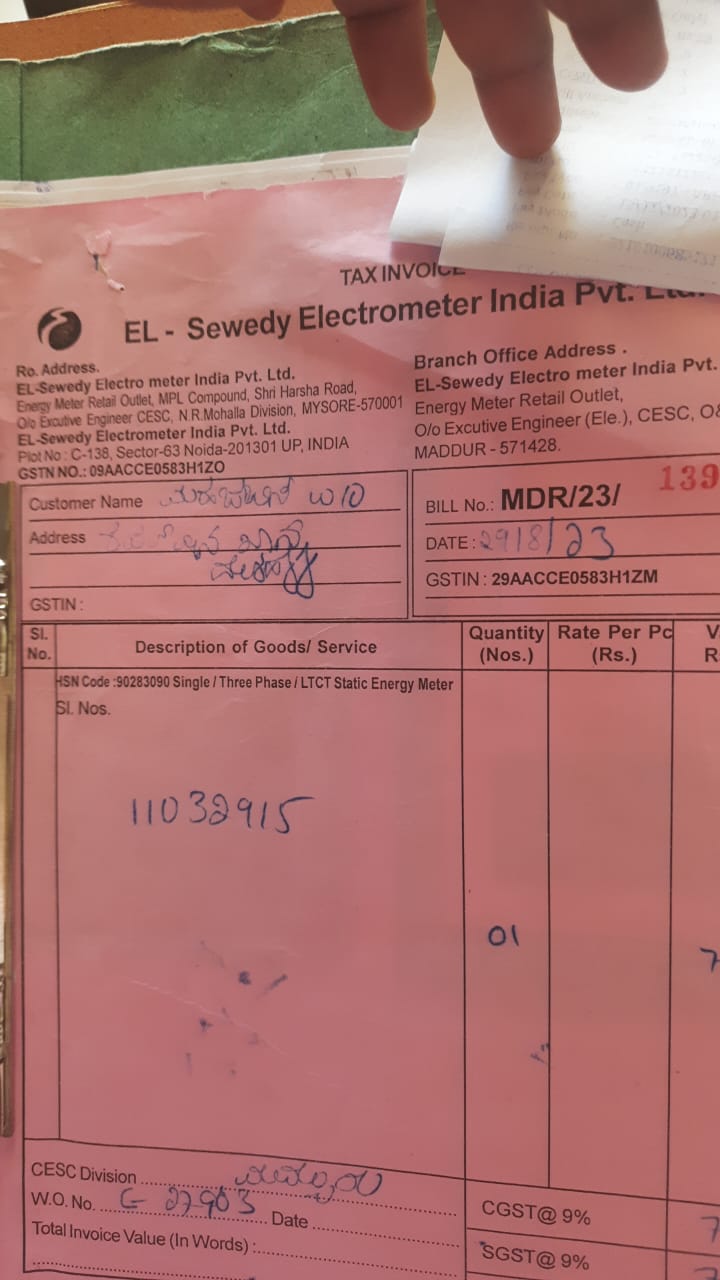 TAX INVOICE
EL - Sewedy Electrometer India Pvt. Ltd.
Ro. Address.
EL-Sewedy Electro meter India Pvt. Ltd.
Energy Meter Retail Outlet, MPL Compound, Shri Harsha Road,
O/o Excutive Engineer CESC, N.R.Mohalla Division, MYSORE-570001
EL-Sewedy Electrometer India Pvt. Ltd.
Plot No : C-138, Sector-63 Noida-201301 UP, INDIA
GSTN NO.: 09AACCE0583H1ZO
Branch Office Address .
EL-Sewedy Electro meter India Pvt.
Energy Meter Retail Outlet,
O/o Excutive Engineer (Ele.), CESC, O&
MADDUR - 571428.
Customer Name W/O
Address
GSTIN :
BILL No.: MDR/23/ 139
DATE : 29/8/23
GSTIN : 29AACCE0583H1ZM
Sl. No. Description of Goods/ Service Quantity (Nos.) Rate Per Pc (Rs.)
HSN Code :90283090 Single / Three Phase / LTCT Static Energy Meter
Sl. Nos.
11032915
01
7
CESC Division ಮದ್ದೂರು
W.O. No. G 27903 Date
Total Invoice Value (In Words) :
CGST@ 9% 7
SGST@ 9%